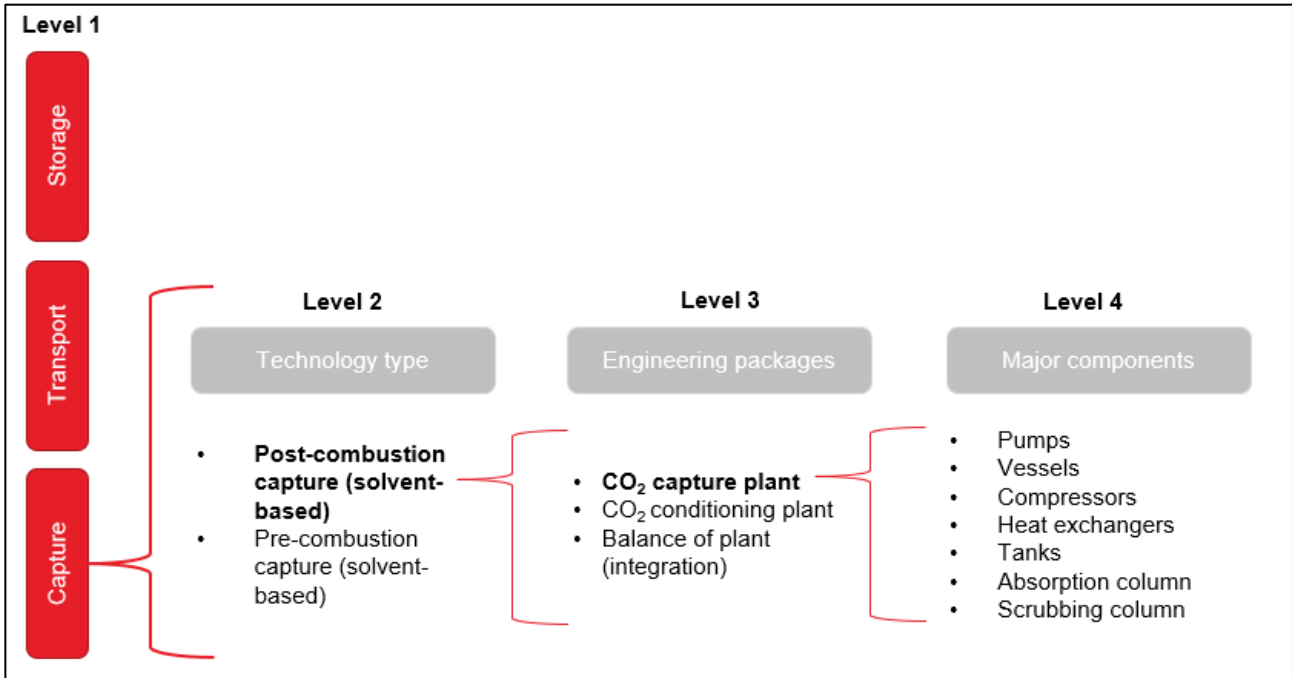 Level 1
Storage
Transport
Capture
Level 2
Technology type
• Post-combustion
capture (solvent-
based)
• Pre-combustion
capture (solvent-
based)
Level 3
Engineering packages
• CO₂ capture plant
• CO₂ conditioning plant
• Balance of plant
(integration)
Level 4
Major components
• Pumps
• Vessels
• Compressors
• Heat exchangers
• Tanks
• Absorption column
• Scrubbing column